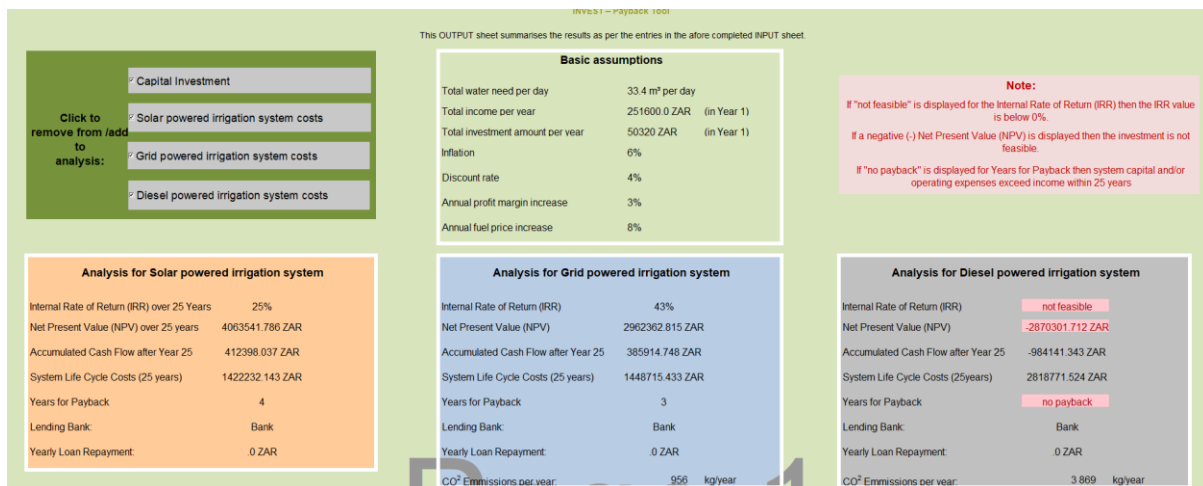 INVEST – Payback Tool
This OUTPUT sheet summarises the results as per the entries in the afore completed INPUT sheet.
Click to
remove from /add
to
analysis:
Capital Investment
Solar powered irrigation system costs
Grid powered irrigation system costs
Diesel powered irrigation system costs
Basic assumptions
Total water need per day 33.4 m³ per day
Total income per year 251600.0 ZAR (in Year 1)
Total investment amount per year 50320 ZAR (in Year 1)
Inflation 6%
Discount rate 4%
Annual profit margin increase 3%
Annual fuel price increase 8%
Note:
If "not feasible" is displayed for the Internal Rate of Return (IRR) then the IRR value
is below 0%.
If a negative (-) Net Present Value (NPV) is displayed then the investment is not
feasible.
If "no payback" is displayed for Years for Payback then system capital and/or
operating expenses exceed income within 25 years
Analysis for Solar powered irrigation system
Internal Rate of Return (IRR) over 25 Years 25%
Net Present Value (NPV) over 25 years 4063541.786 ZAR
Accumulated Cash Flow after Year 25 412398.037 ZAR
System Life Cycle Costs (25 years) 1422232.143 ZAR
Years for Payback 4
Lending Bank: Bank
Yearly Loan Repayment: .0 ZAR
Analysis for Grid powered irrigation system
Internal Rate of Return (IRR) 43%
Net Present Value (NPV) 2962362.815 ZAR
Accumulated Cash Flow after Year 25 385914.748 ZAR
System Life Cycle Costs (25 years) 1448715.433 ZAR
Years for Payback 3
Lending Bank: Bank
Yearly Loan Repayment: .0 ZAR
CO² Emmissions per year: 956 kg/year
Analysis for Diesel powered irrigation system
Internal Rate of Return (IRR) not feasible
Net Present Value (NPV) -2870301.712 ZAR
Accumulated Cash Flow after Year 25 -984141.343 ZAR
System Life Cycle Costs (25years) 2818771.524 ZAR
Years for Payback no payback
Lending Bank: Bank
Yearly Loan Repayment: .0 ZAR
CO² Emmissions per year: 3 869 kg/year